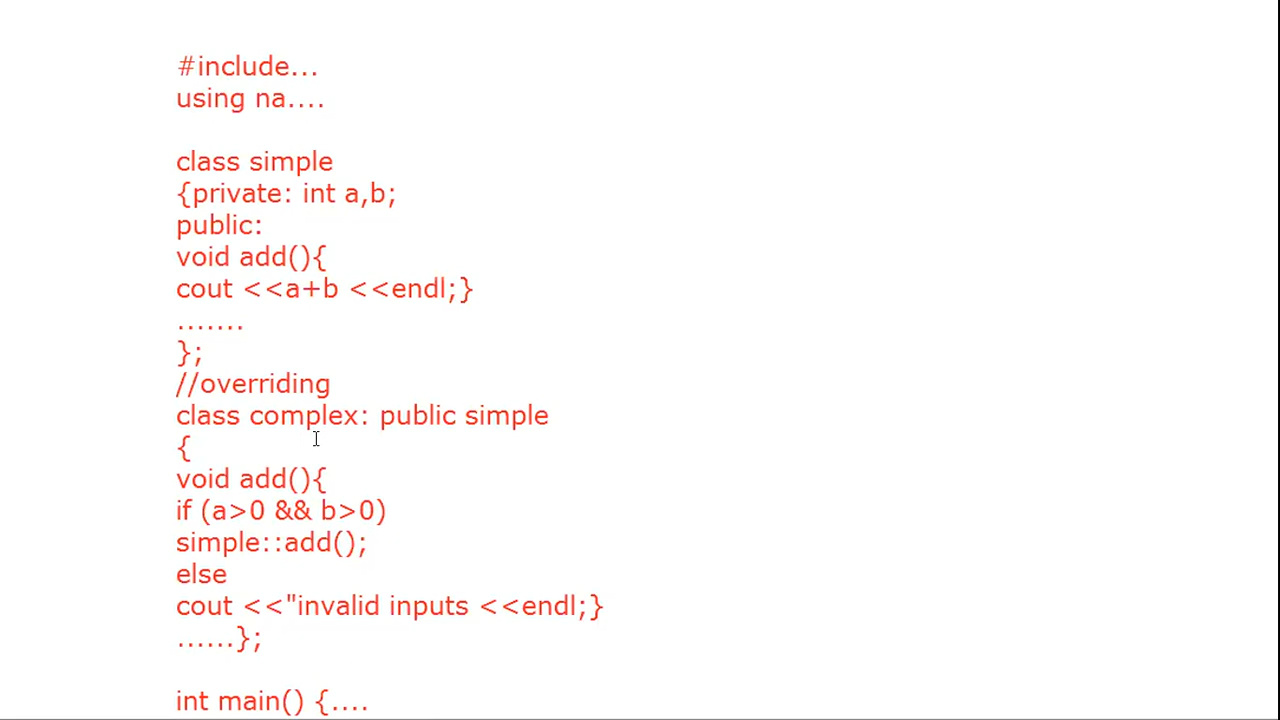 #include...
using na....
class simple
{private: int a,b;
public:
void add(){
cout <<a+b <<endl;}
.......
};
//overriding
class complex: public simple
{
void add(){
if (a>0 && b>0)
simple::add();
else
cout <<"invalid inputs <<endl;}
......};
int main() {....